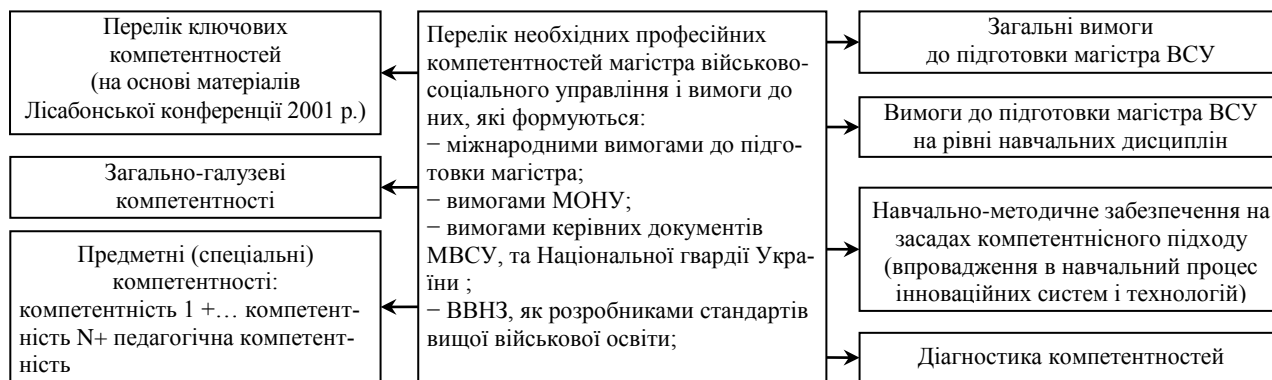 Перелік ключових
компетентностей
(на основі матеріалів
Лісабонської конференції 2001 р.)
Загально-галузеві
компетентності
Предметні (спеціальні)
компетентності:
компетентність 1 +… компетент-
ність N+ педагогічна компетент-
ність
Перелік необхідних професійних
компетентностей магістра військово-
соціального управління і вимоги до
них, які формуються:
− міжнародними вимогами до підго-
товки магістра;
− вимогами МОНУ;
− вимогами керівних документів
МВСУ, та Національної гвардії Укра-
їни ;
− ВВНЗ, як розробниками стандартів
вищої військової освіти;
Загальні вимоги
до підготовки магістра ВСУ
Вимоги до підготовки магістра ВСУ
на рівні навчальних дисциплін
Навчально-методичне забезпечення на
засадах компетентнісного підходу
(впровадження в навчальний процес
інноваційних систем і технологій)
Діагностика компетентностей